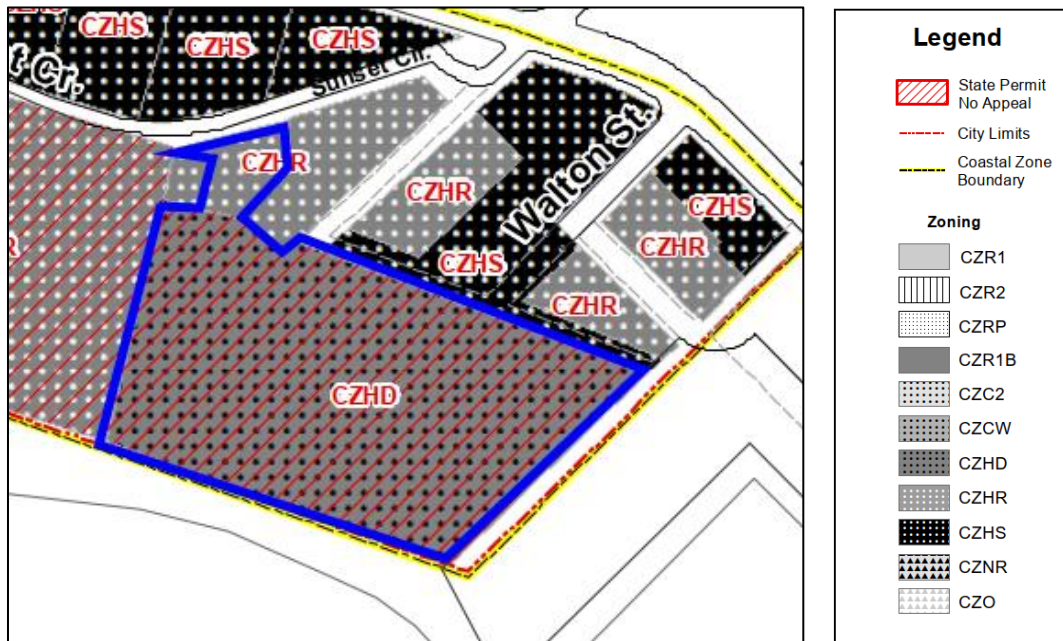 CZHS
CZHS
CZHS
CZHS
t Cr.
Sunset Cir.
CZHR
CZHR
Walton St.
CZHS
CZHR
CZHS
CZHR
R
CZHD
Legend
State Permit
No Appeal
City Limits
Coastal Zone
Boundary
Zoning
CZR1
CZR2
CZRP
CZR1B
CZC2
CZCW
CZHD
CZHR
CZHS
CZNR
CZO